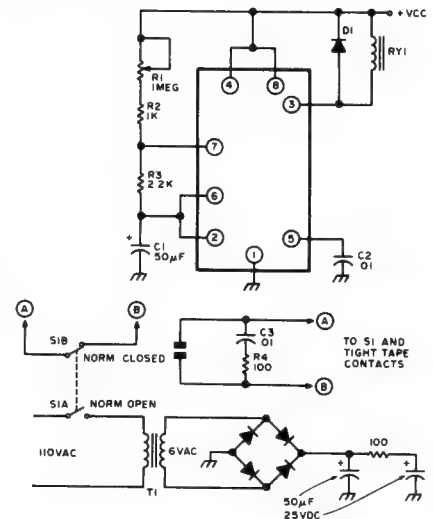 +VCC
D1
RY1
R1
1MEG
R2
1K
R3
2.2K
C1
50µF
4
8
3
7
6
2
5
1
C2
.01
A
B
S1B
NORM CLOSED
C3
.01
R4
100
A
B
TO S1 AND
TIGHT TAPE
CONTACTS
S1A
NORM OPEN
110VAC
T1
6VAC
100
50µF
25VDC